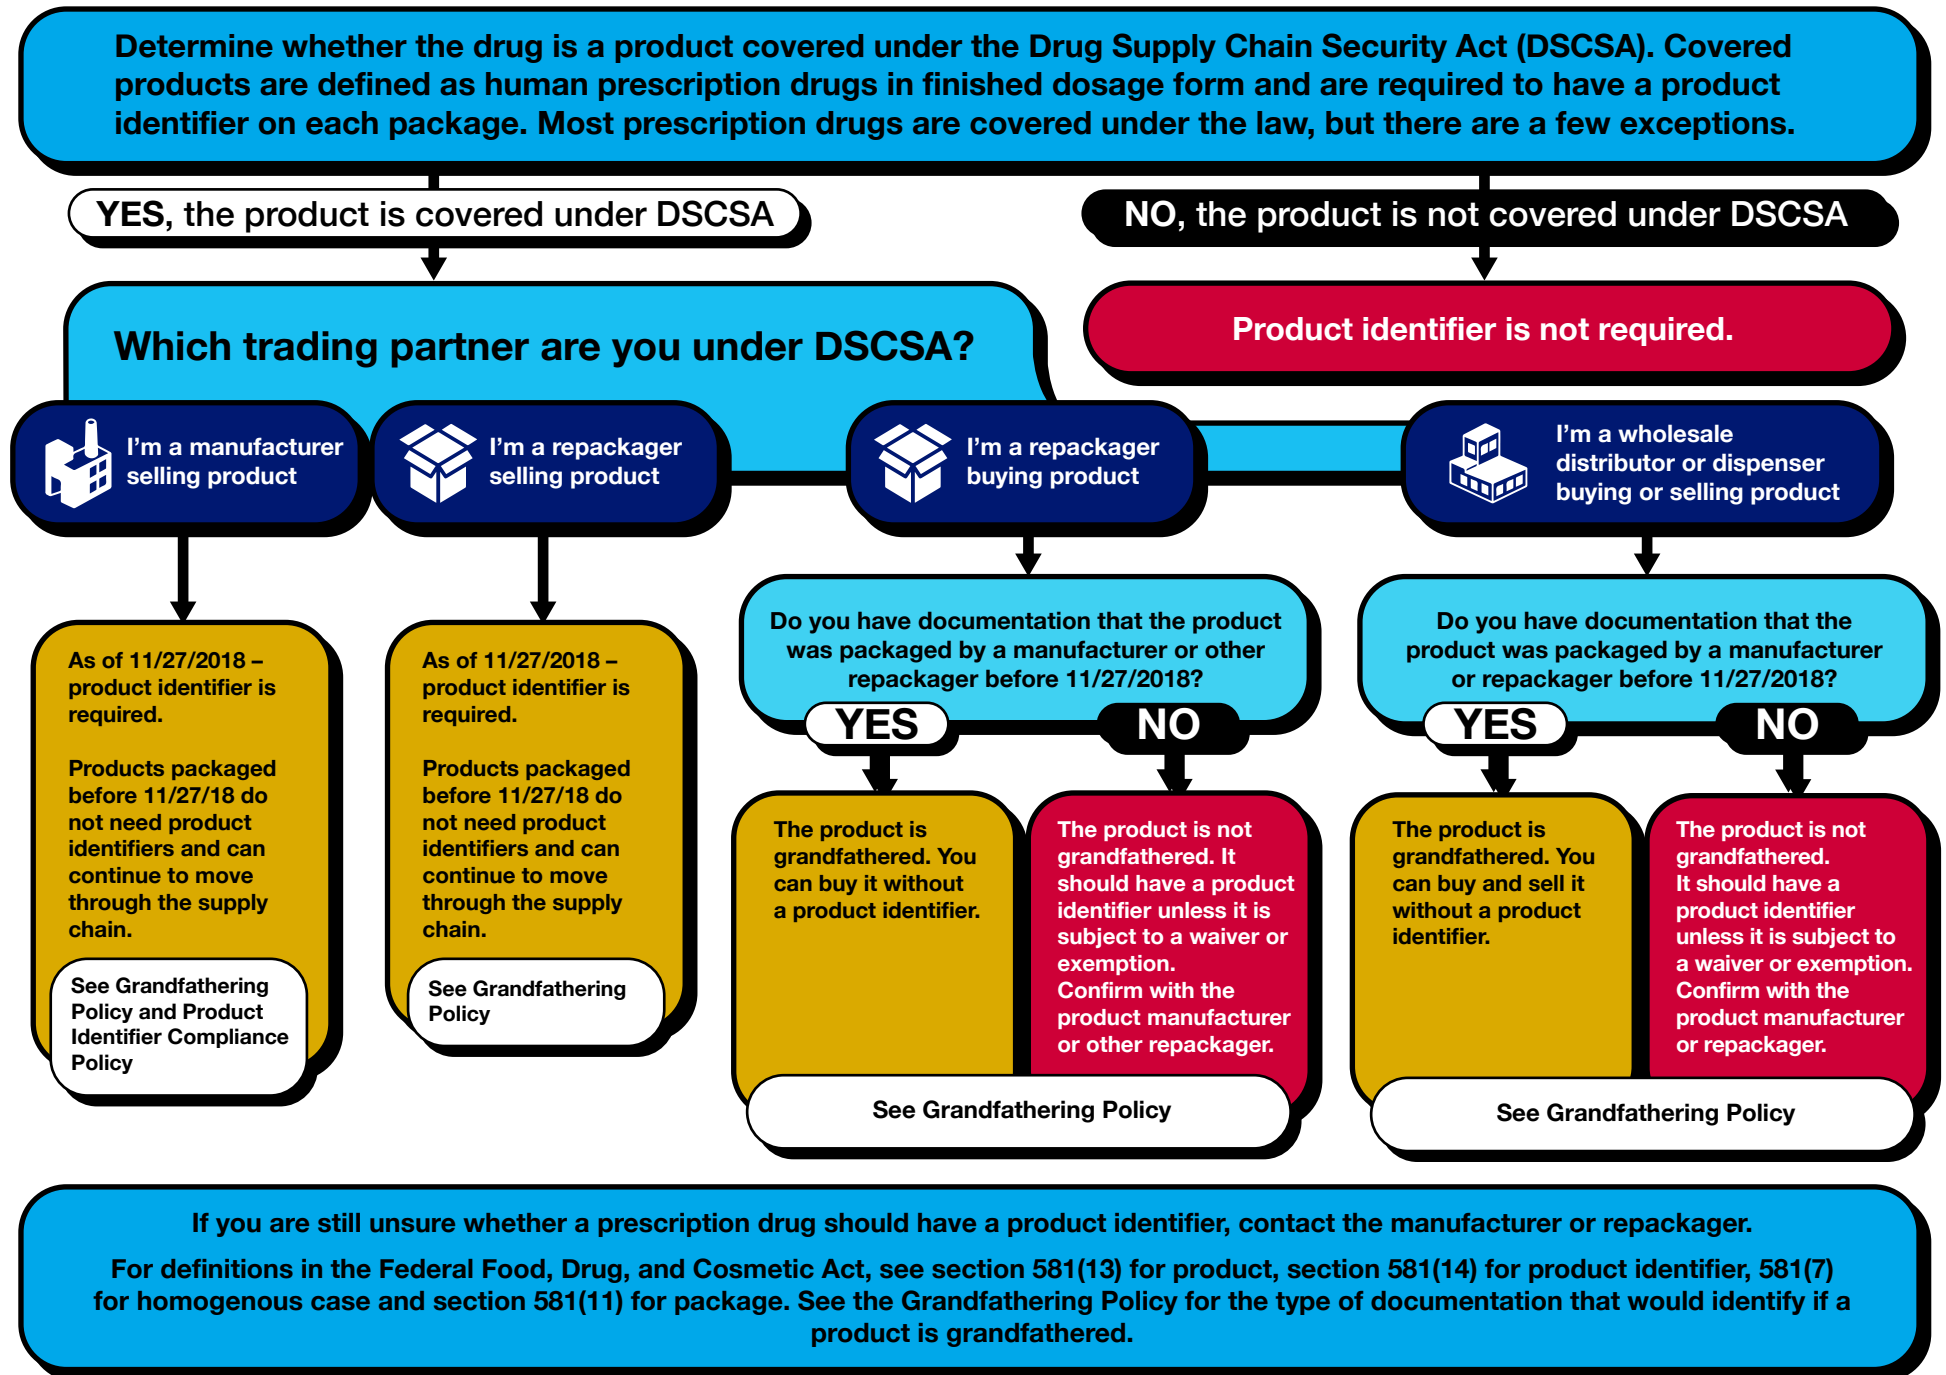 Determine whether the drug is a product covered under the Drug Supply Chain Security Act (DSCSA). Covered
products are defined as human prescription drugs in finished dosage form and are required to have a product
identifier on each package. Most prescription drugs are covered under the law, but there are a few exceptions.
YES, the product is covered under DSCSA
NO, the product is not covered under DSCSA
Which trading partner are you under DSCSA?
Product identifier is not required.
I'm a manufacturer
selling product
I'm a repackager
selling product
I'm a repackager
buying product
I'm a wholesale
distributor or dispenser
buying or selling product
As of 11/27/2018 –
product identifier is
required.
Products packaged
before 11/27/18 do
not need product
identifiers and can
continue to move
through the supply
chain.
See Grandfathering
Policy and Product
Identifier Compliance
Policy
As of 11/27/2018 –
product identifier is
required.
Products packaged
before 11/27/18 do
not need product
identifiers and can
continue to move
through the supply
chain.
See Grandfathering
Policy
Do you have documentation that the product
was packaged by a manufacturer or other
repackager before 11/27/2018?
YES
NO
The product is
grandfathered. You
can buy it without
a product identifier.
The product is not
grandfathered. It
should have a product
identifier unless it is
subject to a waiver or
exemption.
Confirm with the
product manufacturer
or other repackager.
See Grandfathering Policy
Do you have documentation that the
product was packaged by a manufacturer
or repackager before 11/27/2018?
YES
NO
The product is
grandfathered. You
can buy and sell it
without a product
identifier.
The product is not
grandfathered.
It should have a
product identifier
unless it is subject to
a waiver or exemption.
Confirm with the
product manufacturer
or repackager.
See Grandfathering Policy
If you are still unsure whether a prescription drug should have a product identifier, contact the manufacturer or repackager.
For definitions in the Federal Food, Drug, and Cosmetic Act, see section 581(13) for product, section 581(14) for product identifier, 581(7)
for homogenous case and section 581(11) for package. See the Grandfathering Policy for the type of documentation that would identify if a
product is grandfathered.